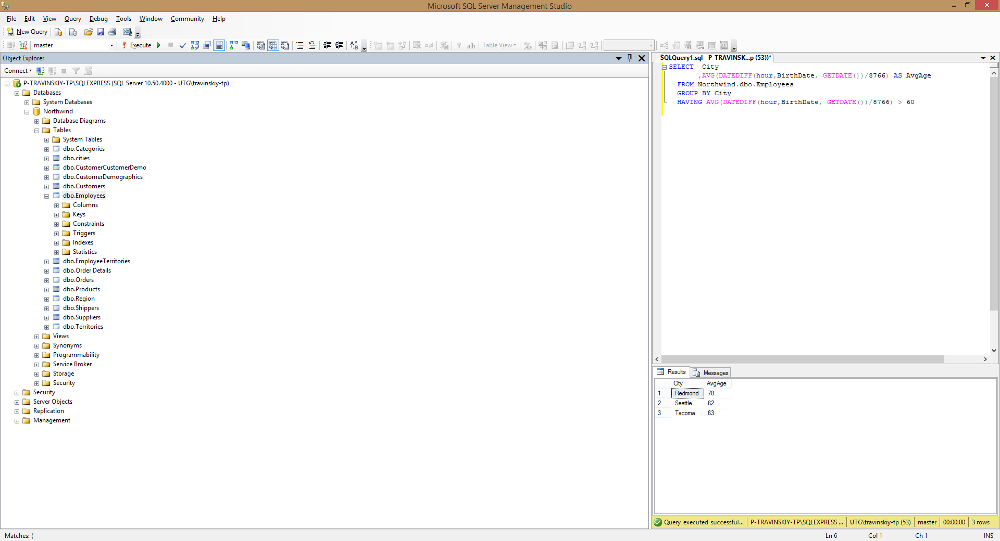 Microsoft SQL Server Management Studio
File Edit View Query Debug Tools Window Community Help
New Query
master Execute Table View
Object Explorer
Connect
P-TRAVINSKIY-TP\SQLEXPRESS (SQL Server 10.50.4000 - UTG\travinskiy-tp)
Databases
System Databases
Northwind
Database Diagrams
Tables
System Tables
dbo.Categories
dbo.cities
dbo.CustomerCustomerDemo
dbo.CustomerDemographics
dbo.Customers
dbo.Employees
Columns
Keys
Constraints
Triggers
Indexes
Statistics
dbo.EmployeeTerritories
dbo.Order Details
dbo.Orders
dbo.Products
dbo.Region
dbo.Shippers
dbo.Suppliers
dbo.Territories
Views
Synonyms
Programmability
Service Broker
Storage
Security
Security
Server Objects
Replication
Management
SQLQuery1.sql - P-TRAVINSK...p (53))*
SELECT City
,AVG(DATEDIFF(hour,BirthDate, GETDATE())/8766) AS AvgAge
FROM Northwind.dbo.Employees
GROUP BY City
HAVING AVG(DATEDIFF(hour,BirthDate, GETDATE())/8766) > 60
Results Messages
City AvgAge
1 Redmond 78
2 Seattle 62
3 Tacoma 63
Query executed successful... P-TRAVINSKIY-TP\SQLEXPRESS ... UTG\travinskiy-tp (53) master 00:00:00 3 rows
Matches: ( Ln 6 Col 1 Ch 1 INS